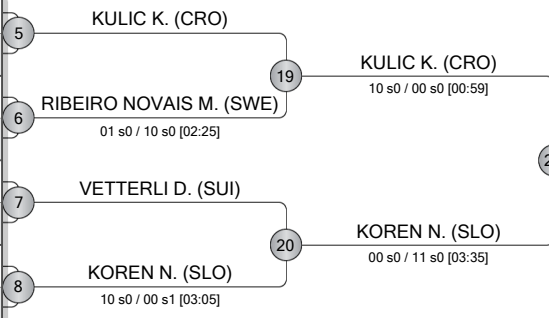 KULIC K. (CRO)
5
19
KULIC K. (CRO)
10 s0 / 00 s0 [00:59]
RIBEIRO NOVAIS M. (SWE)
6
01 s0 / 10 s0 [02:25]
VETTERLI D. (SUI)
7
20
KOREN N. (SLO)
00 s0 / 11 s0 [03:35]
KOREN N. (SLO)
8
10 s0 / 00 s1 [03:05]